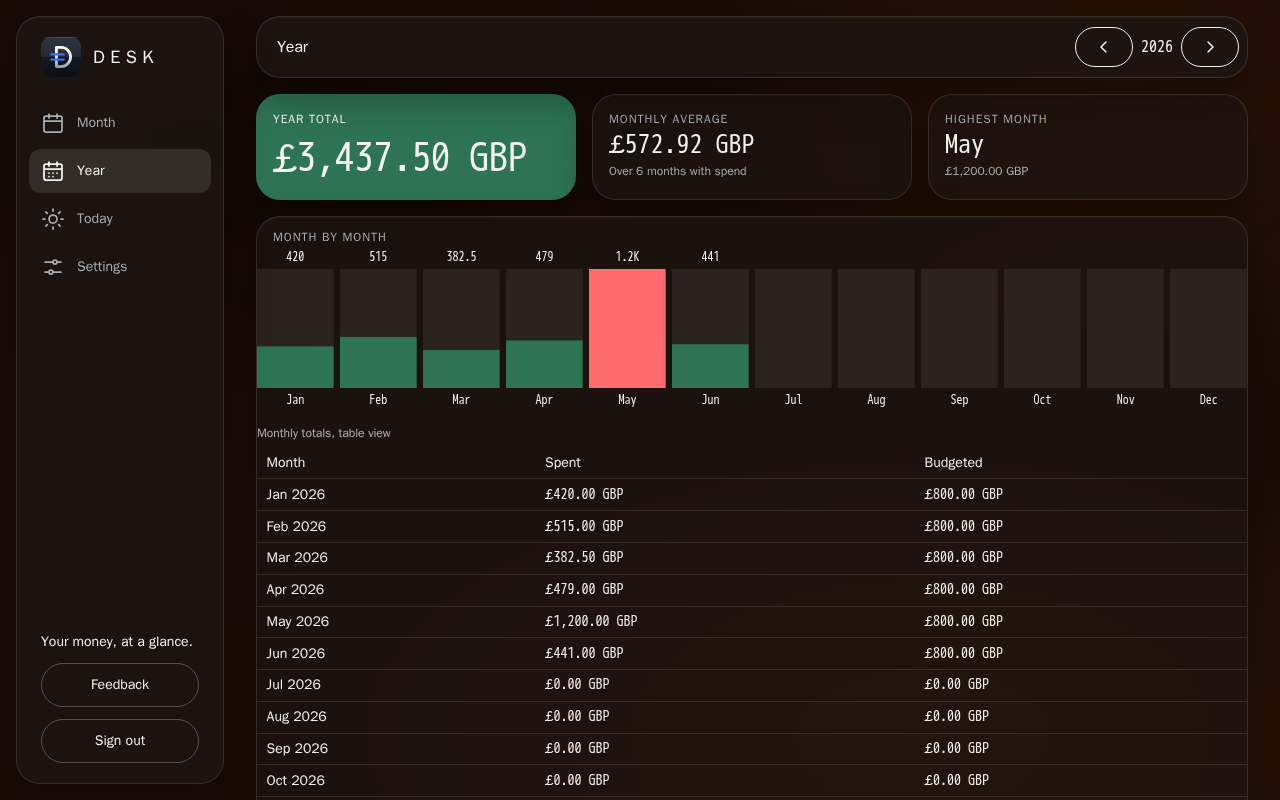 DESK
Month
Year
Today
Settings
Your money, at a glance.
Feedback
Sign out
Year
2026
YEAR TOTAL
£3,437.50 GBP
MONTHLY AVERAGE
£572.92 GBP
Over 6 months with spend
HIGHEST MONTH
May
£1,200.00 GBP
MONTH BY MONTH
420 515 382.5 479 1.2K 441
Jan Feb Mar Apr May Jun Jul Aug Sep Oct Nov Dec
Monthly totals, table view
Month Spent Budgeted
Jan 2026 £420.00 GBP £800.00 GBP
Feb 2026 £515.00 GBP £800.00 GBP
Mar 2026 £382.50 GBP £800.00 GBP
Apr 2026 £479.00 GBP £800.00 GBP
May 2026 £1,200.00 GBP £800.00 GBP
Jun 2026 £441.00 GBP £800.00 GBP
Jul 2026 £0.00 GBP £0.00 GBP
Aug 2026 £0.00 GBP £0.00 GBP
Sep 2026 £0.00 GBP £0.00 GBP
Oct 2026 £0.00 GBP £0.00 GBP